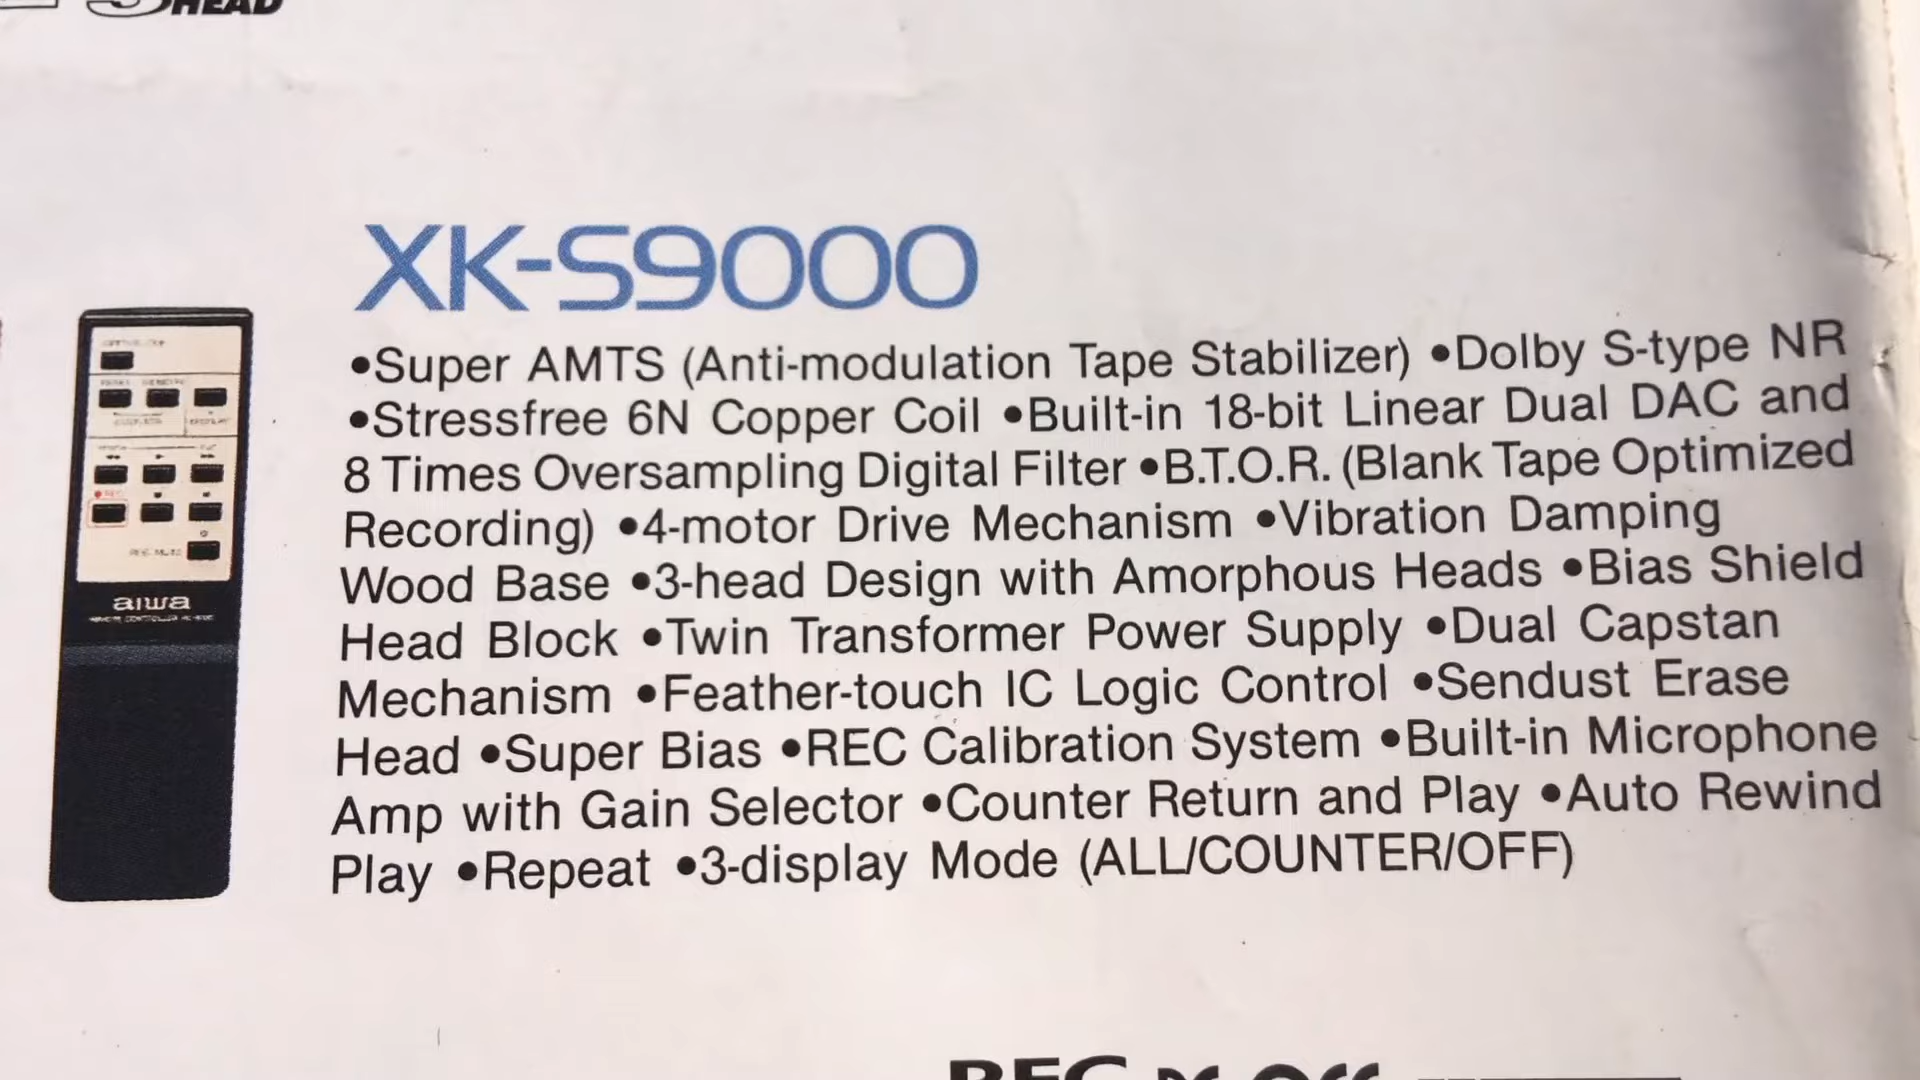 HEAD
XK-S9000
•Super AMTS (Anti-modulation Tape Stabilizer) •Dolby S-type NR
•Stressfree 6N Copper Coil •Built-in 18-bit Linear Dual DAC and
8 Times Oversampling Digital Filter •B.T.O.R. (Blank Tape Optimized
Recording) •4-motor Drive Mechanism •Vibration Damping
Wood Base •3-head Design with Amorphous Heads •Bias Shield
Head Block •Twin Transformer Power Supply •Dual Capstan
Mechanism •Feather-touch IC Logic Control •Sendust Erase
Head •Super Bias •REC Calibration System •Built-in Microphone
Amp with Gain Selector •Counter Return and Play •Auto Rewind
Play •Repeat •3-display Mode (ALL/COUNTER/OFF)
REC MUTE
aiwa